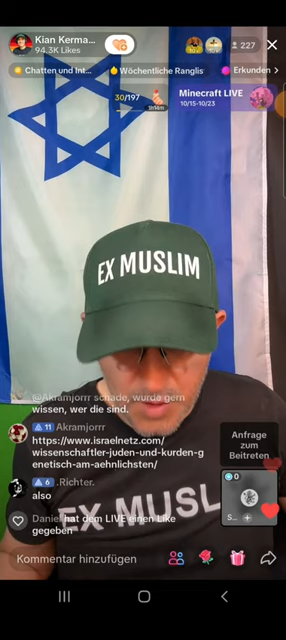 Kian Kerma...
94.3K Likes
227
Chatten und Int...
Wöchentliche Ranglis
Erkunden >
30/197
1h14m
Minecraft LIVE
10/15-10/23
EX MUSLIM
@Akramjorrr schade, wurda gern
wissen, wer die sind.
11 Akramjorrr
https://www.israelnetz.com/
wissenschaftler-juden-und-kurden-g
enetisch-am-aehnlichsten/
6 .Richter.
also
Daniel hat dem LIVE einen Like
gegeben
EX MUSL
Anfrage
zum
Beitreten
0
S... +
Kommentar hinzufügen